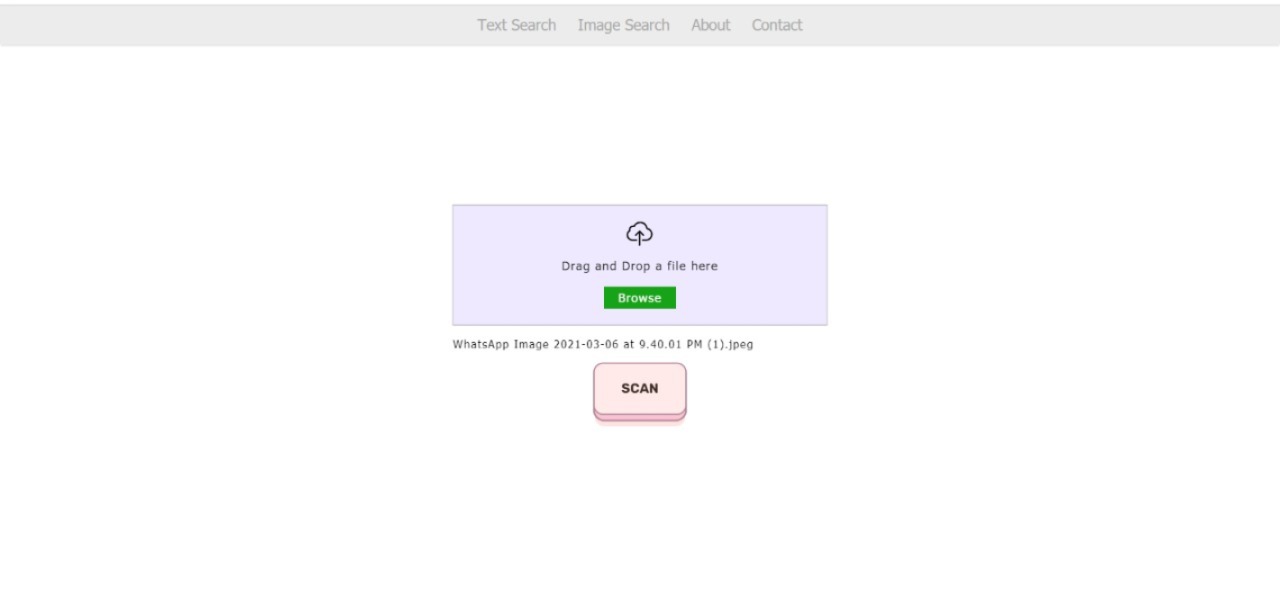 Text Search Image Search About Contact
Drag and Drop a file here
Browse
WhatsApp Image 2021-03-06 at 9.40.01 PM (1).jpeg
SCAN